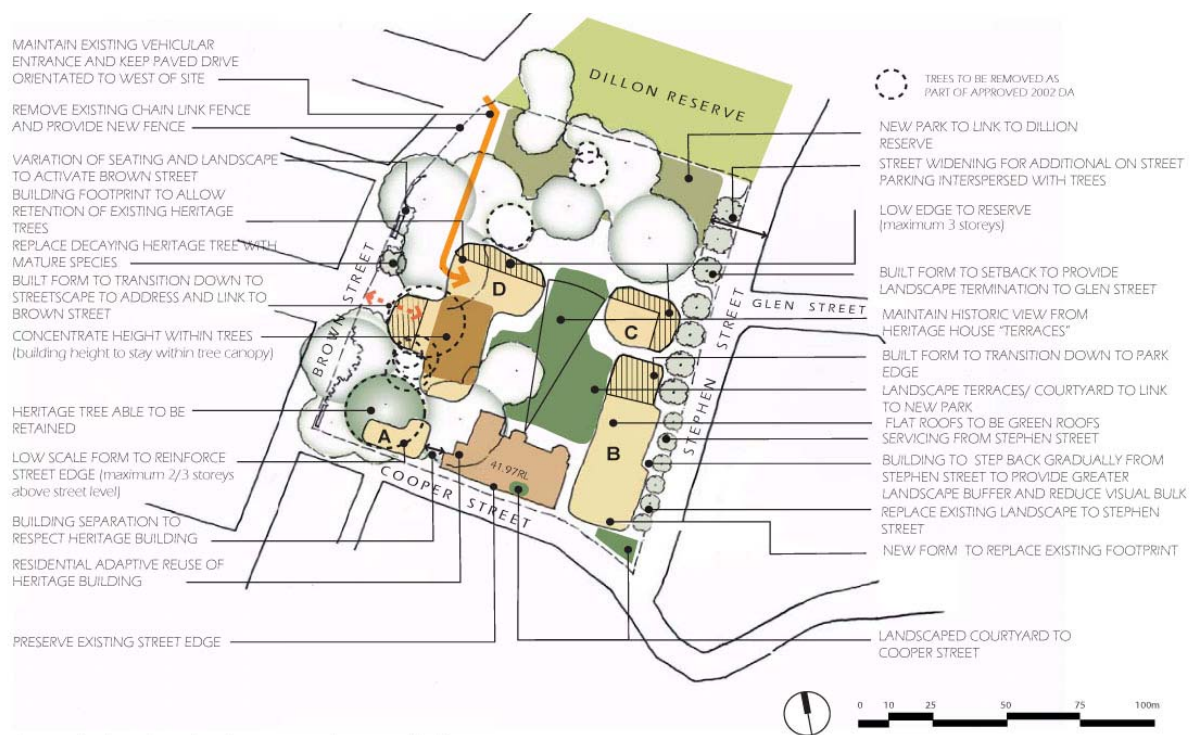 MAINTAIN EXISTING VEHICULAR
ENTRANCE AND KEEP PAVED DRIVE
ORIENTATED TO WEST OF SITE
REMOVE EXISTING CHAIN LINK FENCE
AND PROVIDE NEW FENCE
VARIATION OF SEATING AND LANDSCAPE
TO ACTIVATE BROWN STREET
BUILDING FOOTPRINT TO ALLOW
RETENTION OF EXISTING HERITAGE
TREES
REPLACE DECAYING HERITAGE TREE WITH
MATURE SPECIES
BUILT FORM TO TRANSITION DOWN TO
STREETSCAPE TO ADDRESS AND LINK TO
BROWN STREET
CONCENTRATE HEIGHT WITHIN TREES
(building height to stay within tree canopy)
HERITAGE TREE ABLE TO BE
RETAINED
LOW SCALE FORM TO REINFORCE
STREET EDGE (maximum 2/3 storeys
above street level)
BUILDING SEPARATION TO
RESPECT HERITAGE BUILDING
RESIDENTIAL ADAPTIVE REUSE OF
HERITAGE BUILDING
PRESERVE EXISTING STREET EDGE
DILLON RESERVE
BROWN STREET
D
C
A
B
41.97RL
COOPER STREET
STEPHEN STREET
GLEN STREET
TREES TO BE REMOVED AS
PART OF APPROVED 2002 DA
NEW PARK TO LINK TO DILLION
RESERVE
STREET WIDENING FOR ADDITIONAL ON STREET
PARKING INTERSPERSED WITH TREES
LOW EDGE TO RESERVE
(maximum 3 storeys)
BUILT FORM TO SETBACK TO PROVIDE
LANDSCAPE TERMINATION TO GLEN STREET
MAINTAIN HISTORIC VIEW FROM
HERITAGE HOUSE "TERRACES"
BUILT FORM TO TRANSITION DOWN TO PARK
EDGE
LANDSCAPE TERRACES/ COURTYARD TO LINK
TO NEW PARK
FLAT ROOFS TO BE GREEN ROOFS
SERVICING FROM STEPHEN STREET
BUILDING TO STEP BACK GRADUALLY FROM
STEPHEN STREET TO PROVIDE GREATER
LANDSCAPE BUFFER AND REDUCE VISUAL BULK
REPLACE EXISTING LANDSCAPE TO STEPHEN
STREET
NEW FORM TO REPLACE EXISTING FOOTPRINT
LANDSCAPED COURTYARD TO
COOPER STREET
0 10 25 50 75 100m